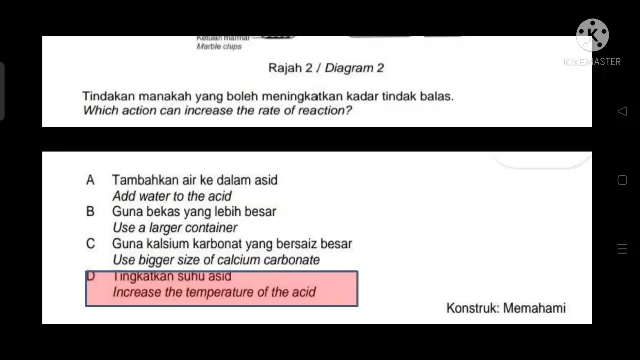 Ketulan marmar
Marble chips
KINEMASTER
Rajah 2 / Diagram 2
Tindakan manakah yang boleh meningkatkan kadar tindak balas.
Which action can increase the rate of reaction?
A Tambahkan air ke dalam asid
Add water to the acid
B Guna bekas yang lebih besar
Use a larger container
C Guna kalsium karbonat yang bersaiz besar
Use bigger size of calcium carbonate
D Tingkatkan suhu asid
Increase the temperature of the acid
Konstruk: Memahami